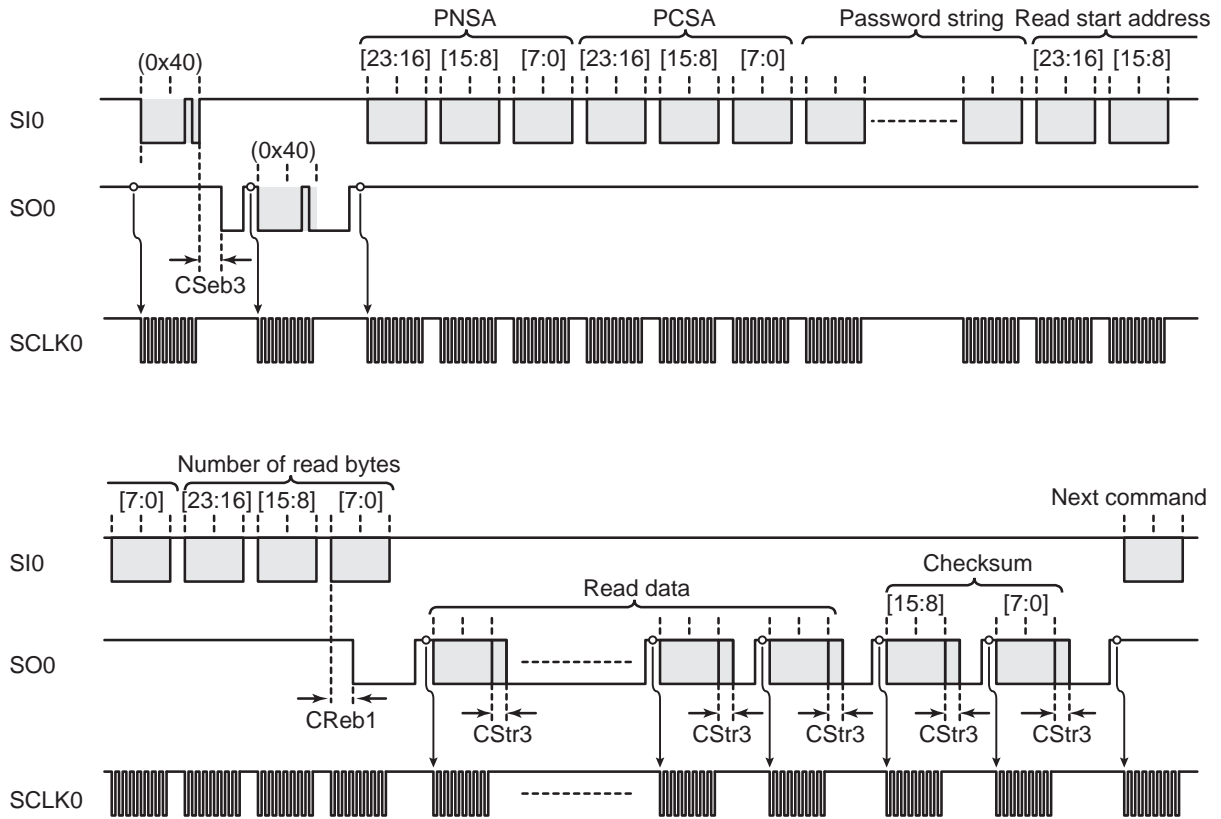 PNSA PCSA Password string Read start address
(0x40) [23:16] [15:8] [7:0] [23:16] [15:8] [7:0] [23:16] [15:8]
SI0
(0x40)
SO0
CSeb3
SCLK0
Number of read bytes
[7:0] [23:16] [15:8] [7:0] Next command
SI0
Checksum
Read data [15:8] [7:0]
SO0
CReb1 CStr3 CStr3 CStr3 CStr3 CStr3
SCLK0